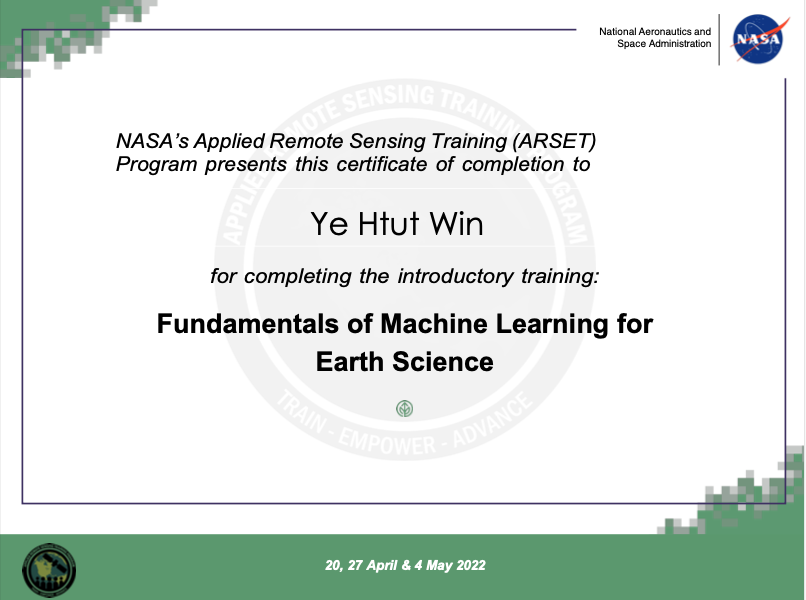 National Aeronautics and
Space Administration
NASA
APPLIED REMOTE SENSING TRAINING PROGRAM
NASA’s Applied Remote Sensing Training (ARSET)
Program presents this certificate of completion to
Ye Htut Win
for completing the introductory training:
Fundamentals of Machine Learning for
Earth Science
TRAIN - EMPOWER - ADVANCE
20, 27 April & 4 May 2022